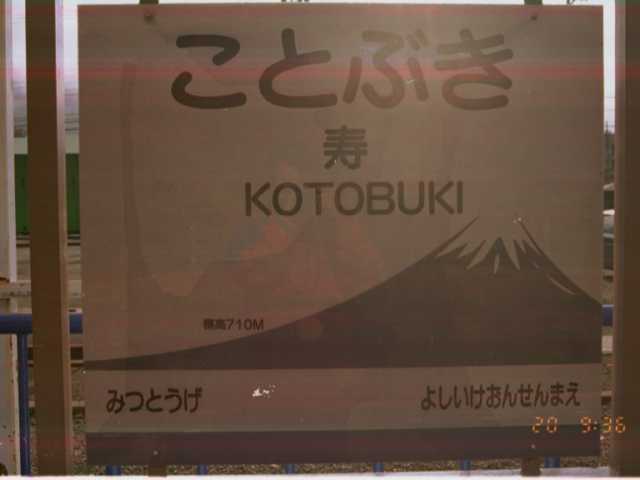 ことぶき
寿
KOTOBUKI
標高710M
みつとうげ
よしいけおんせんまえ
20 9:36